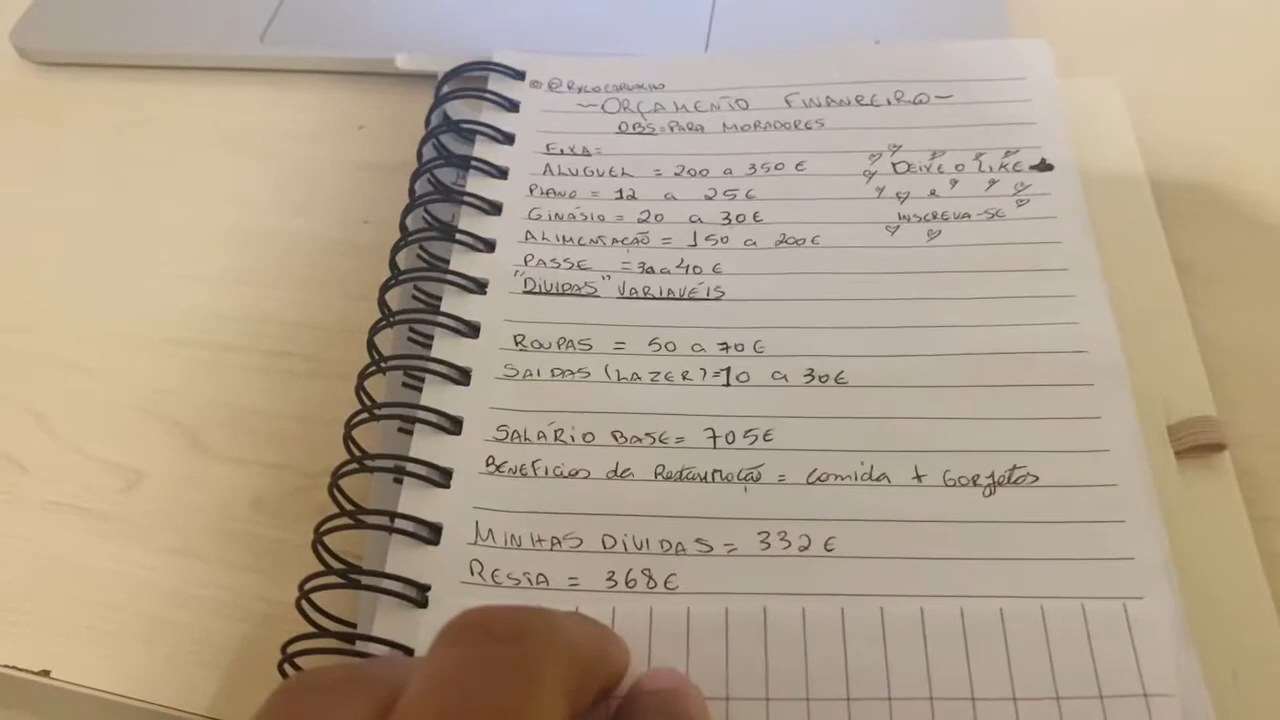 ~ORÇAMENTO FINANCEIRO~
OBS=PARA MORADORES
FIXA=
ALUGUEL = 200 a 350€
PLANO = 12 a 25€
GINÁSIO = 20 a 30€
ALIMENTAÇÃO = 150 a 200€
PASSE = 30 a 40€
"DIVIDAS" VARIAVÉIS
DEIXE O LIKE
e
INSCREVA-SE
ROUPAS = 50 a 70€
SAIDAS (LAZER) = 10 a 30€
SALÁRIO BASE = 705€
BENEFICIOS da Restauração = comida + GORJetas
MINHAS DIVIDAS = 332€
RESTA = 368€